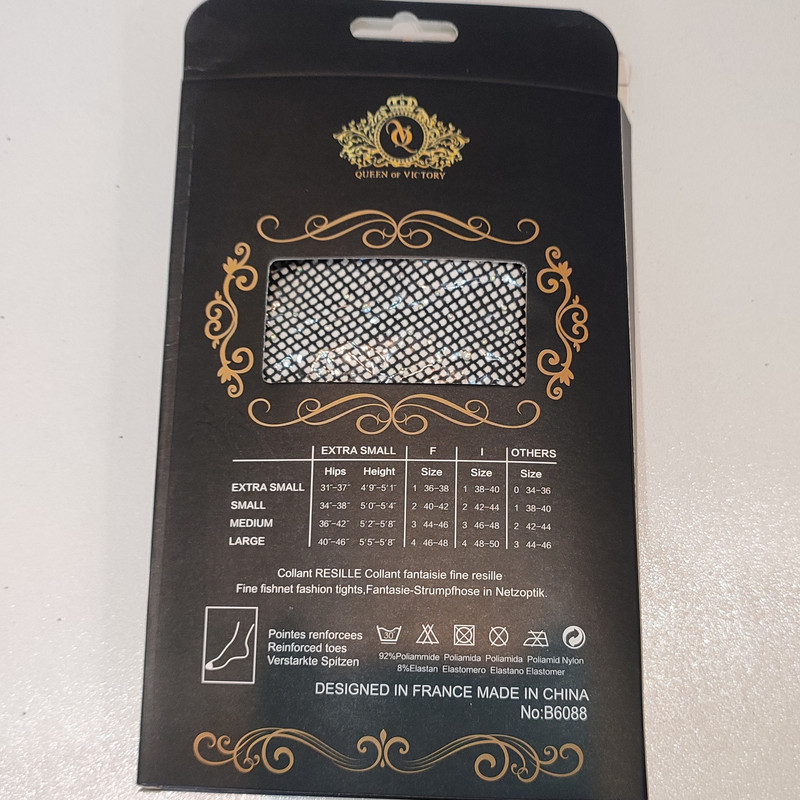 QUEEN OF VICTORY
EXTRA SMALL F I OTHERS
Hips Height Size Size Size
EXTRA SMALL 31"-37" 4'9"-5'1" 1 36-38 1 38-40 0 34-36
SMALL 34"-38" 5'0"-5'4" 2 40-42 2 42-44 1 38-40
MEDIUM 36"-42" 5'2"-5'8" 3 44-46 3 46-48 2 42-44
LARGE 40"-46" 5'5"-5'8" 4 46-48 4 48-50 3 44-46
Collant RESILLE Collant fantaisie fine resille
Fine fishnet fashion tights,Fantasie-Strumpfhose in Netzoptik.
Pointes renforcees
Reinforced toes
Verstarkte Spitzen
30°
92%Poliammide Poliamida Poliamida Poliamid Nylon
8%Elastan Elastomero Elastano Elastomer
DESIGNED IN FRANCE MADE IN CHINA
No:B6088